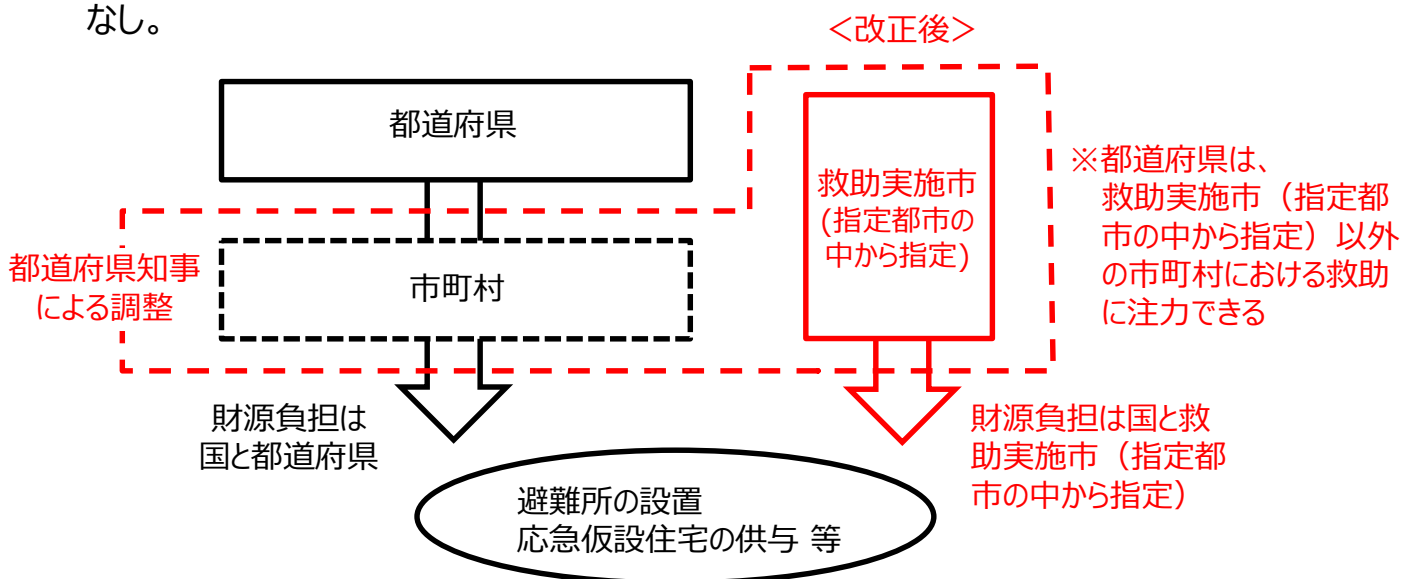 なし。
<改正後>
都道府県
救助実施市
(指定都市の
中から指定)
※都道府県は、
救助実施市（指定都
市の中から指定）以外
の市町村における救助
に注力できる
都道府県知事
による調整
市町村
財源負担は
国と都道府県
財源負担は国と救
助実施市（指定都
市の中から指定）
避難所の設置
応急仮設住宅の供与 等